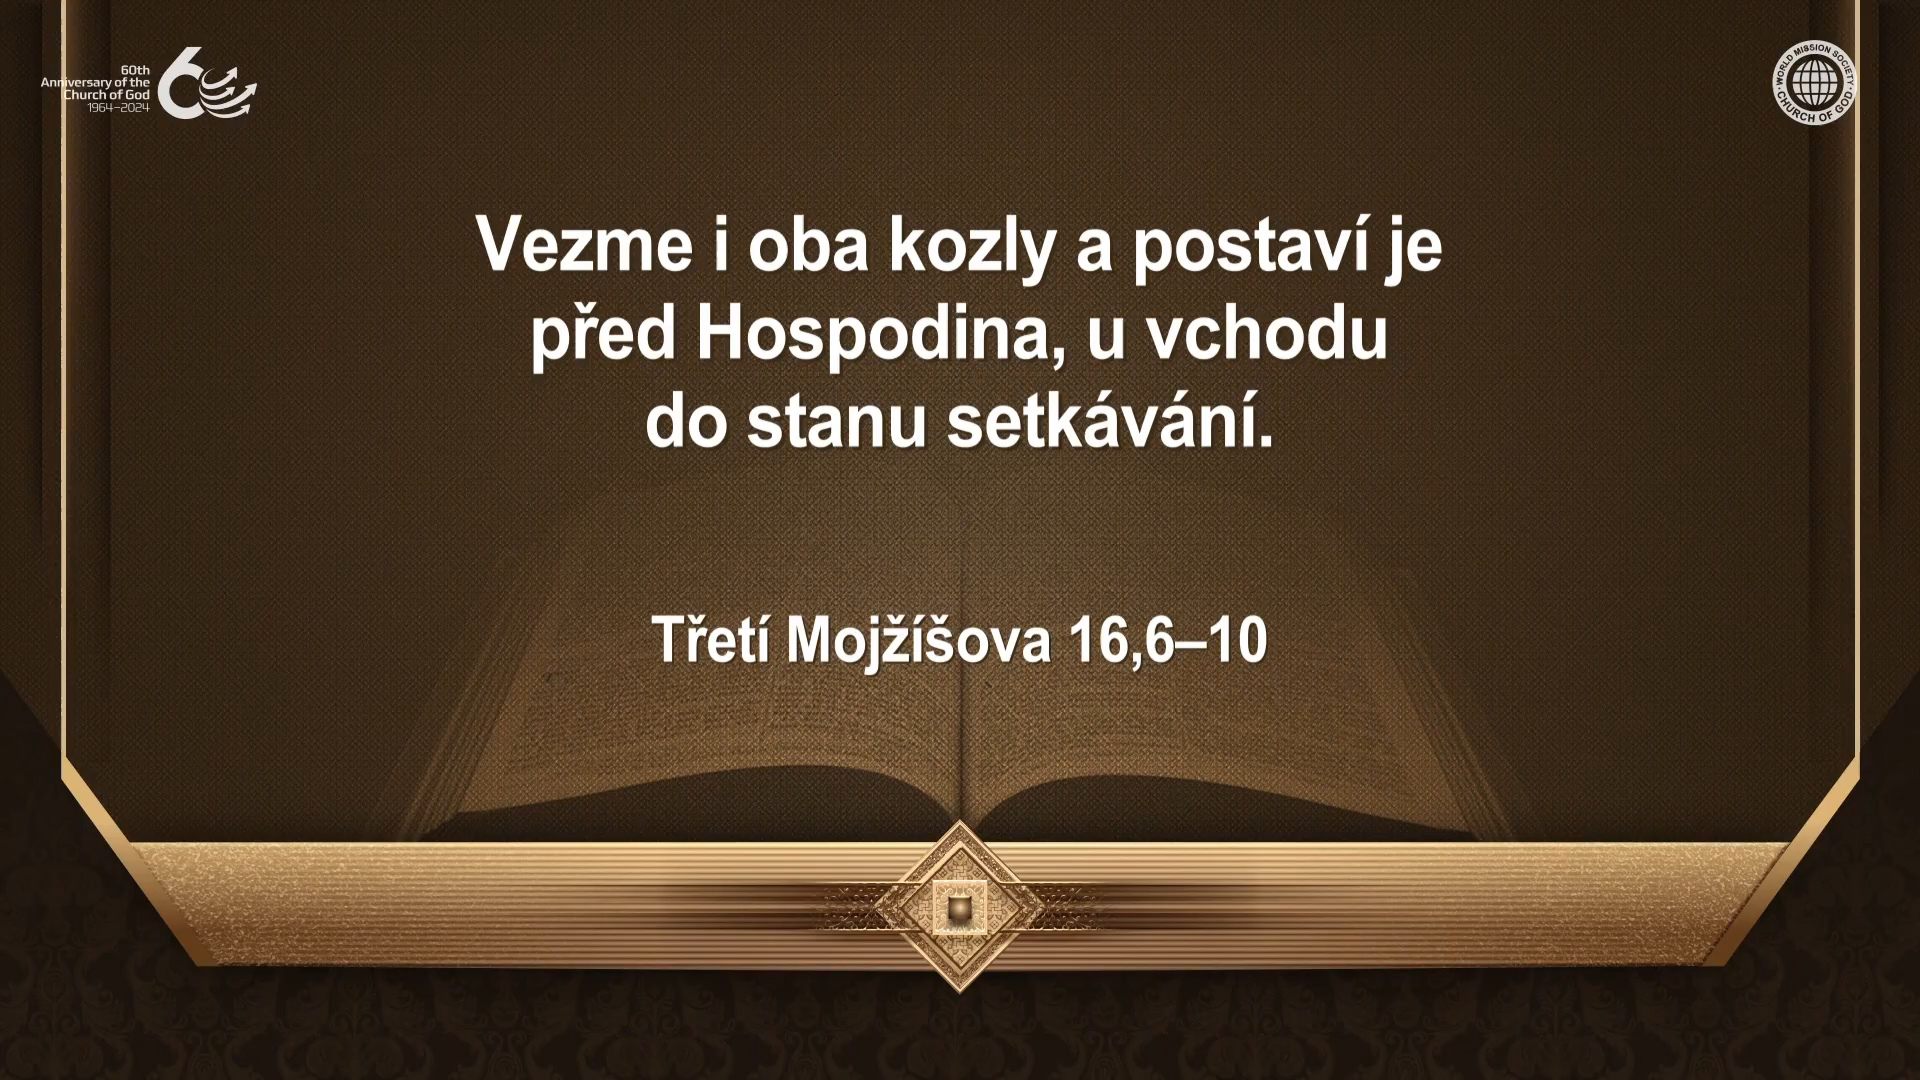 60th
Anniversary of the
Church of God
1964–2024
WORLD MISSION SOCIETY
CHURCH OF GOD
Vezme i oba kozly a postaví je
před Hospodina, u vchodu
do stanu setkávání.
Třetí Mojžíšova 16,6–10